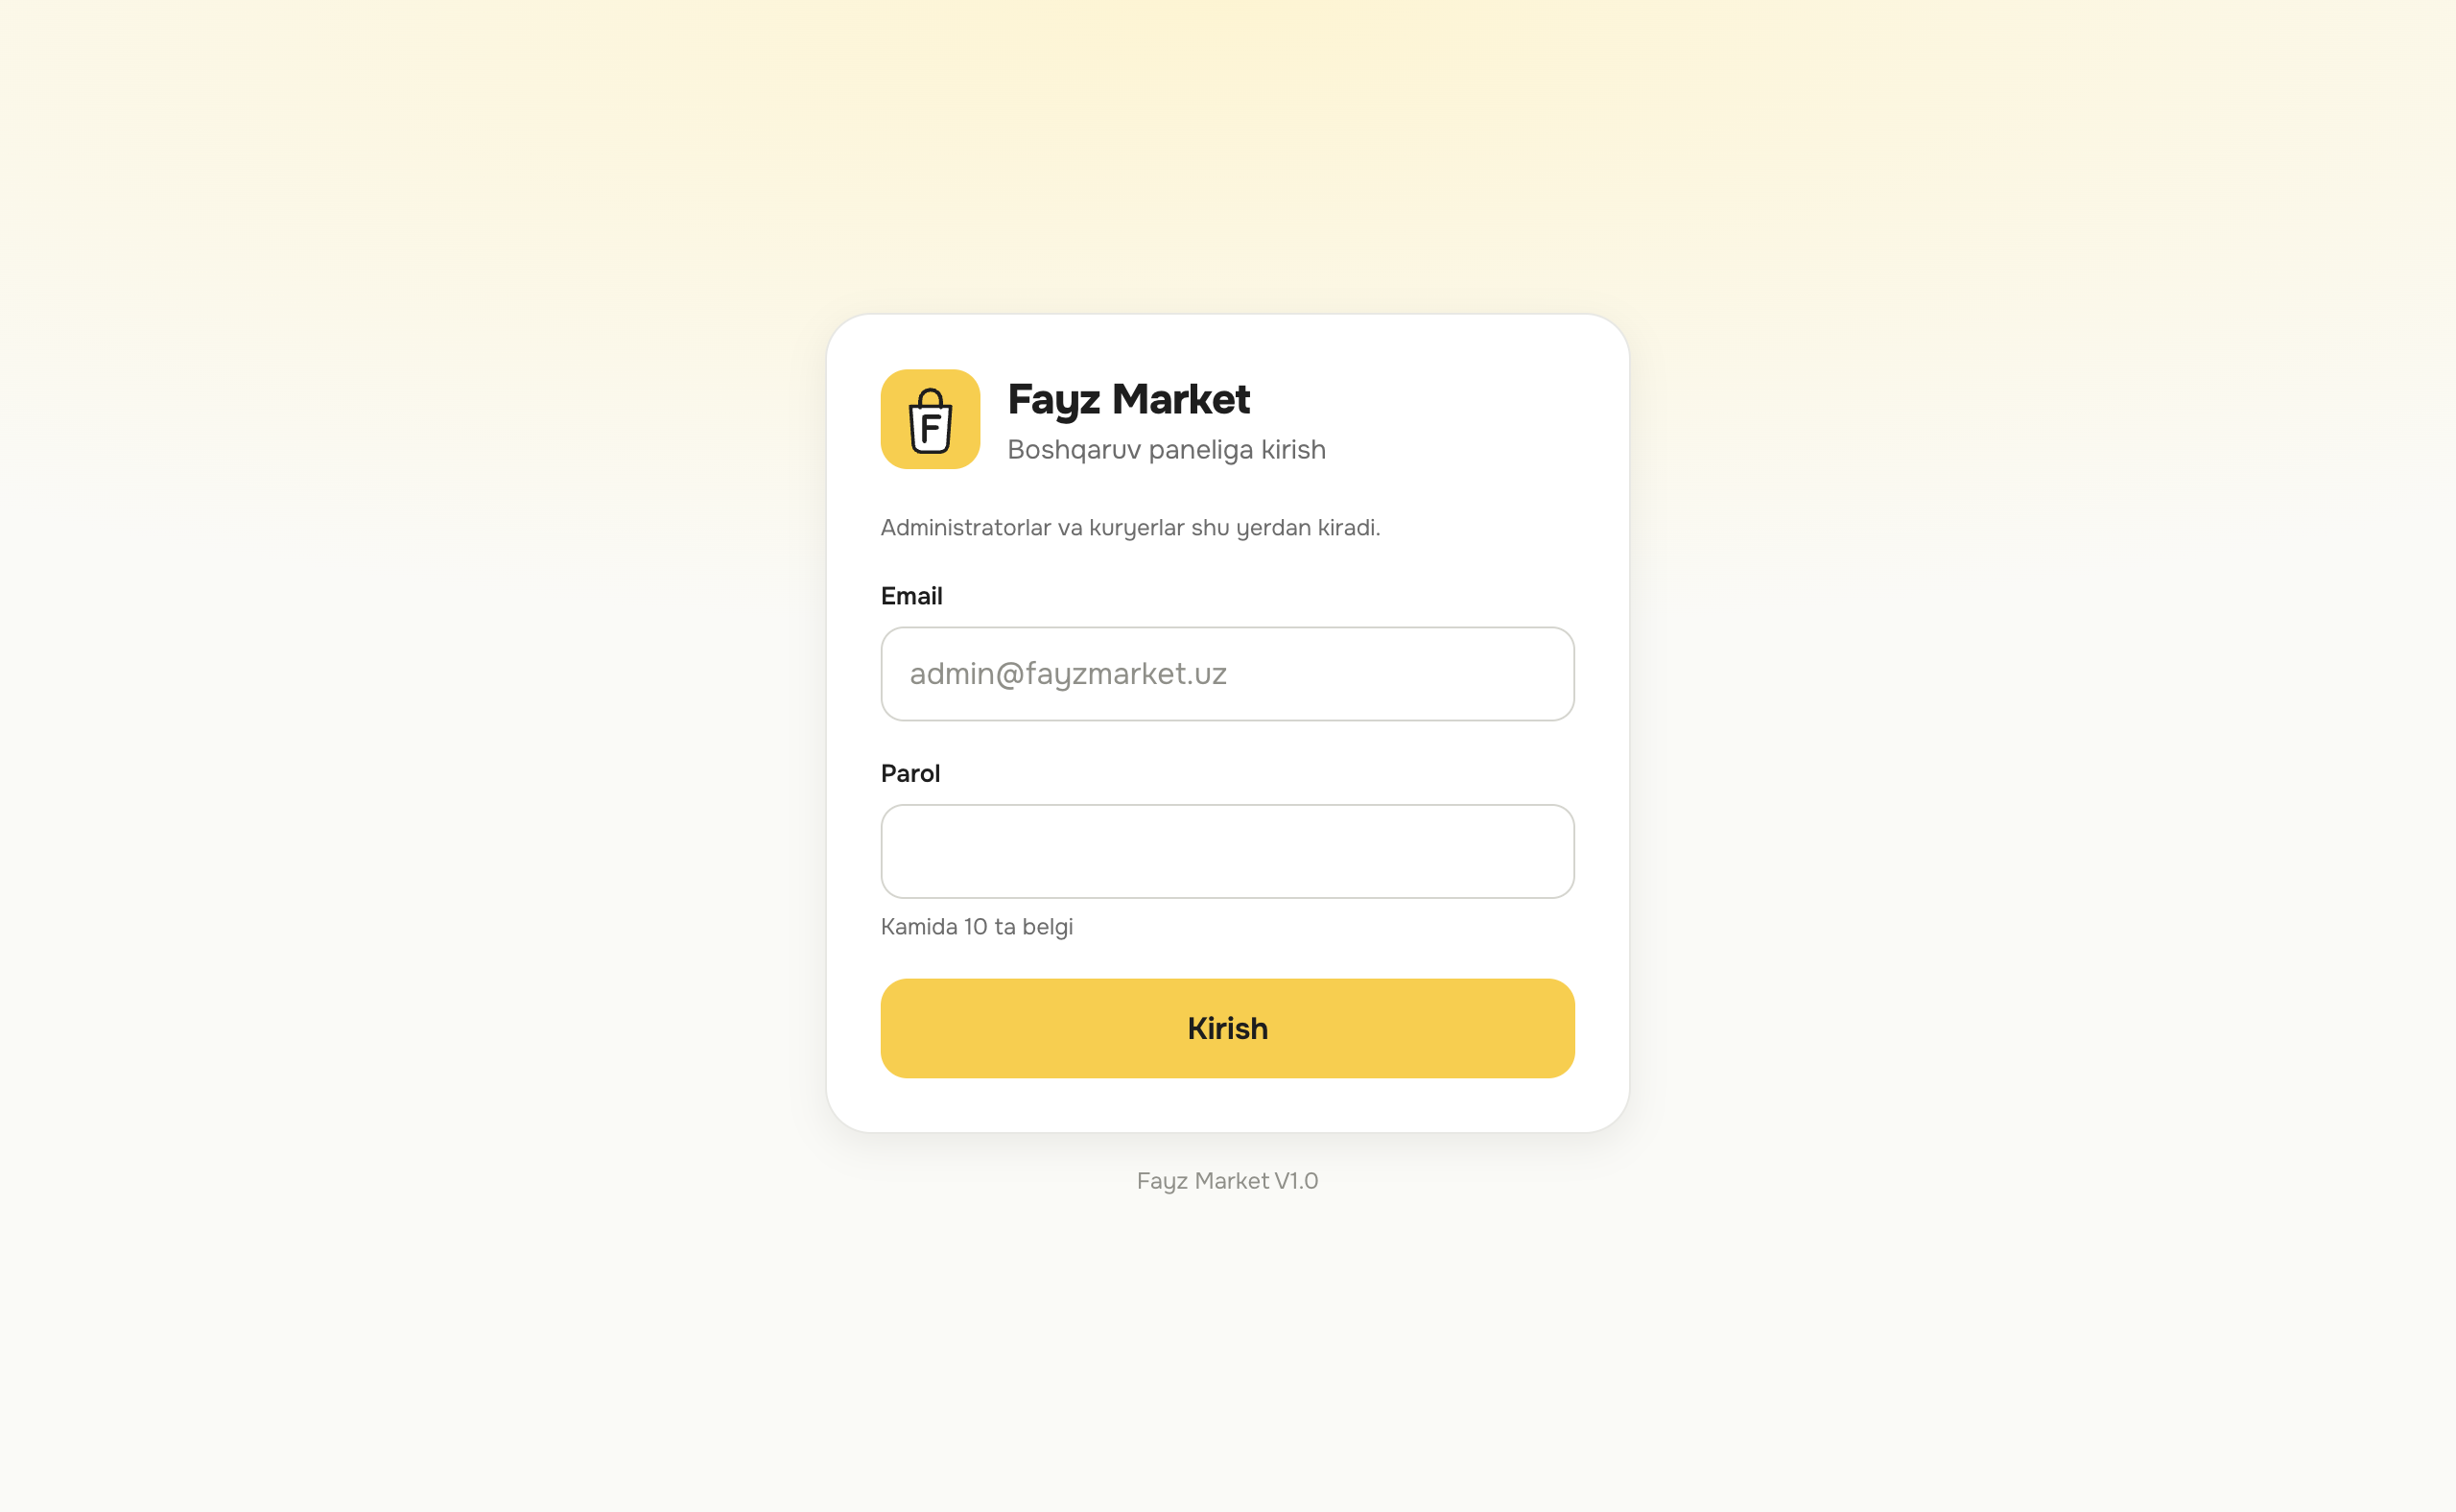 F
Fayz Market
Boshqaruv paneliga kirish
Administratorlar va kuryerlar shu yerdan kiradi.
Email
admin@fayzmarket.uz
Parol
Kamida 10 ta belgi
Kirish
Fayz Market V1.0